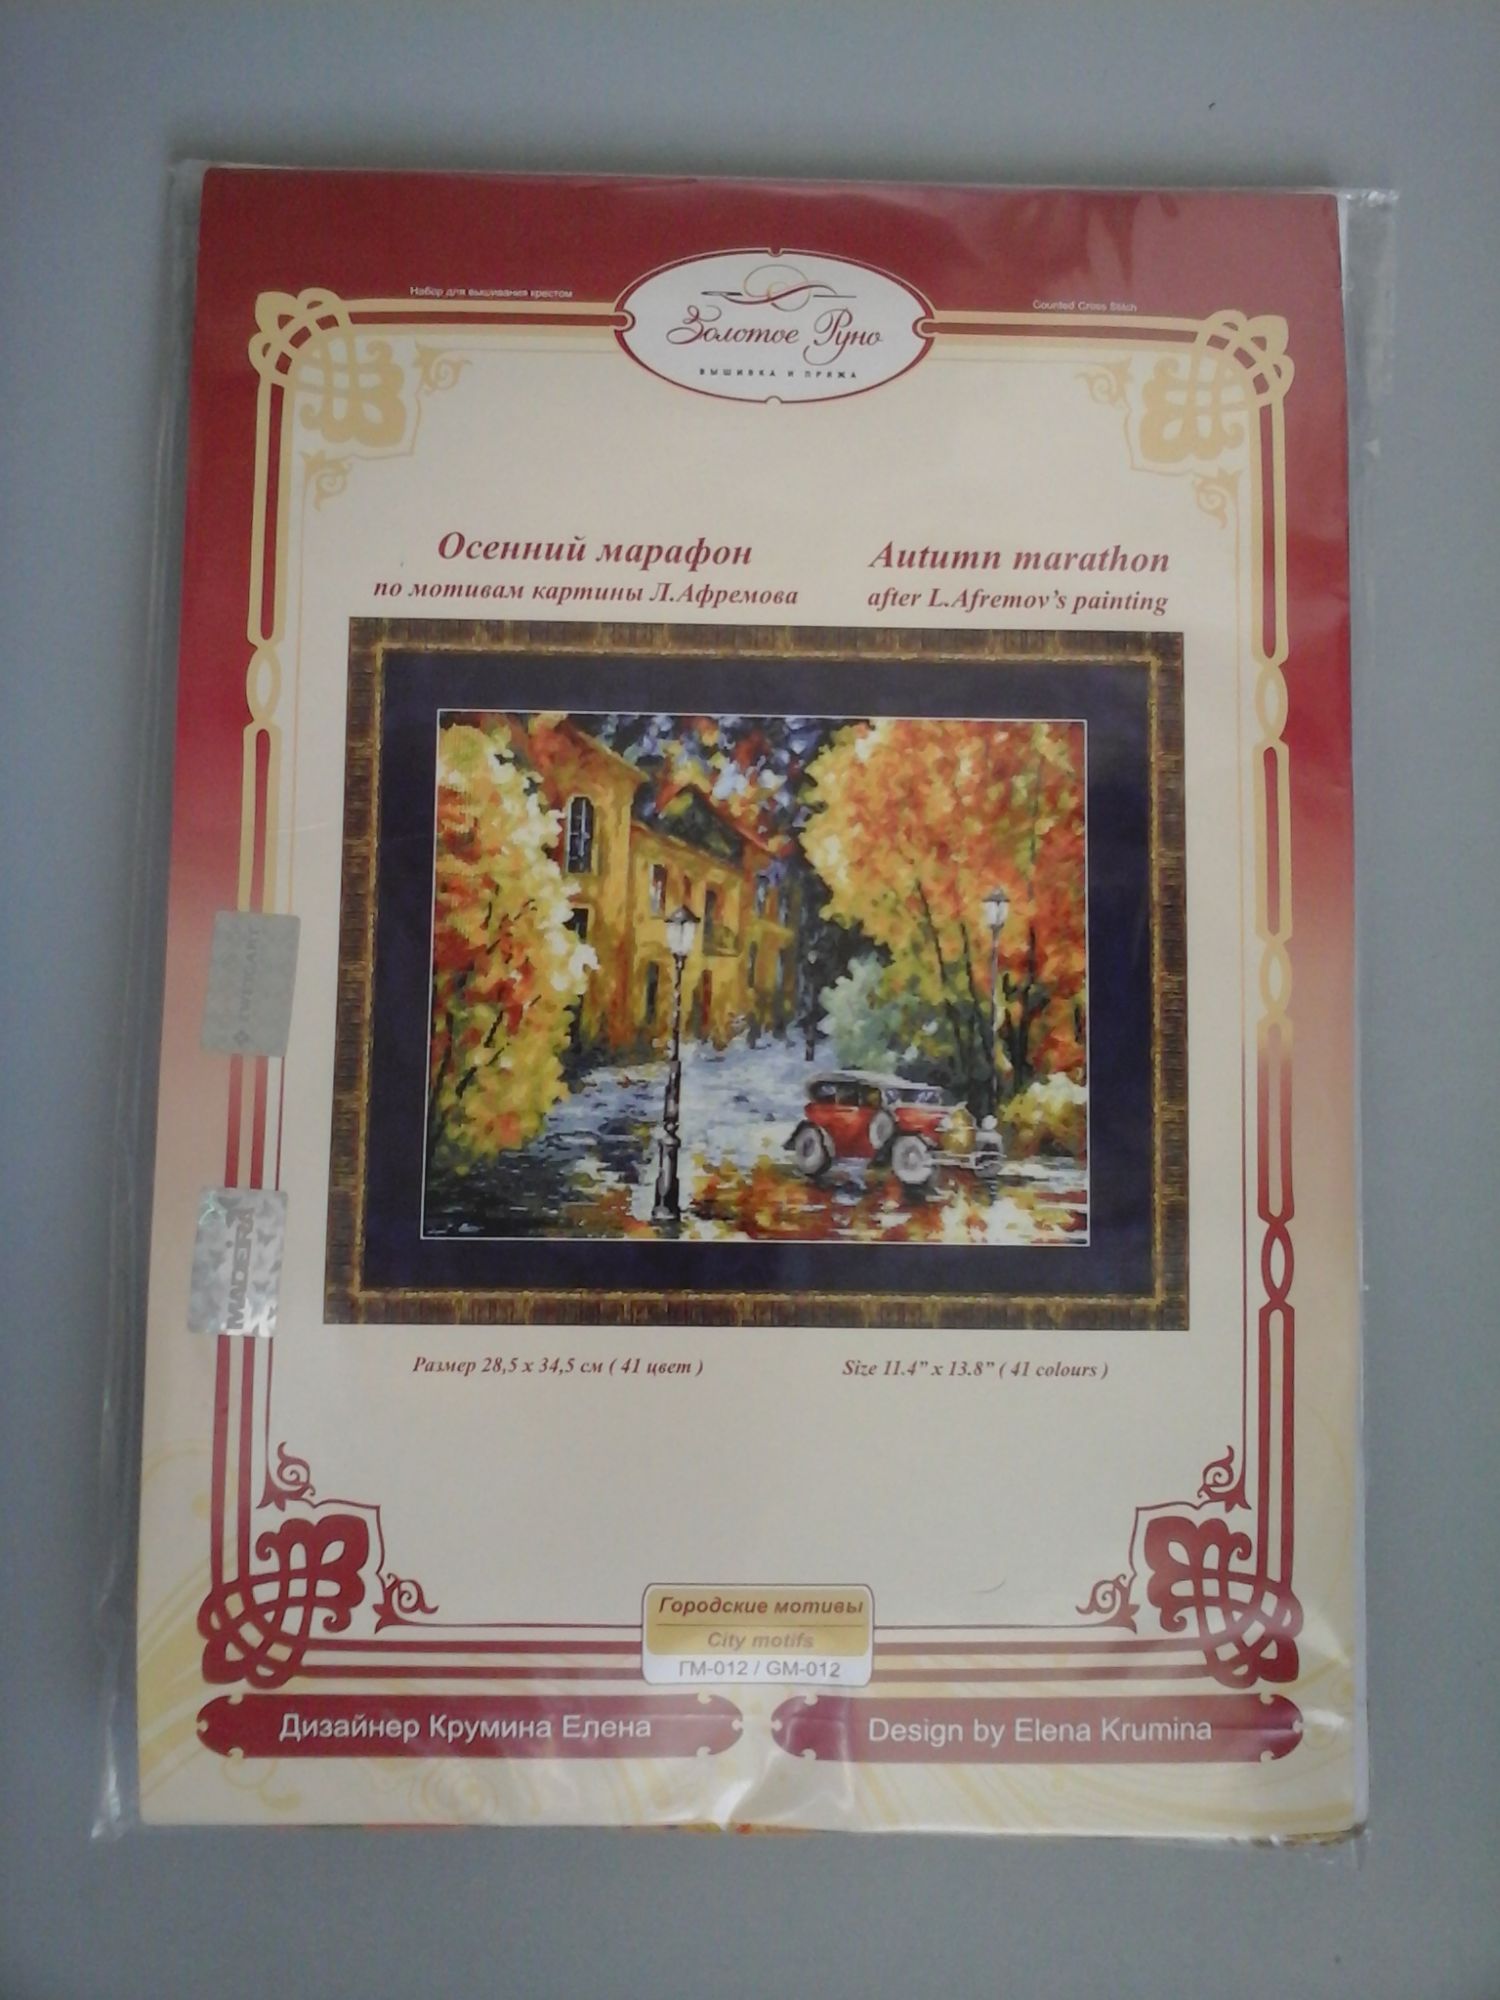 Набор для вышивания крестом
Золотое Руно
ВЫШИВКА И ПРЯЖА
Counted Cross Stitch
Осенний марафон
по мотивам картины Л.Афремова
Autumn marathon
after L.Afremov's painting
ZWEIGART
MADEIRA
Размер 28,5 x 34,5 см ( 41 цвет )
Size 11.4” x 13.8” ( 41 colours )
Городские мотивы
City motifs
ГМ-012 / GM-012
Дизайнер Крумина Елена
Design by Elena Krumina